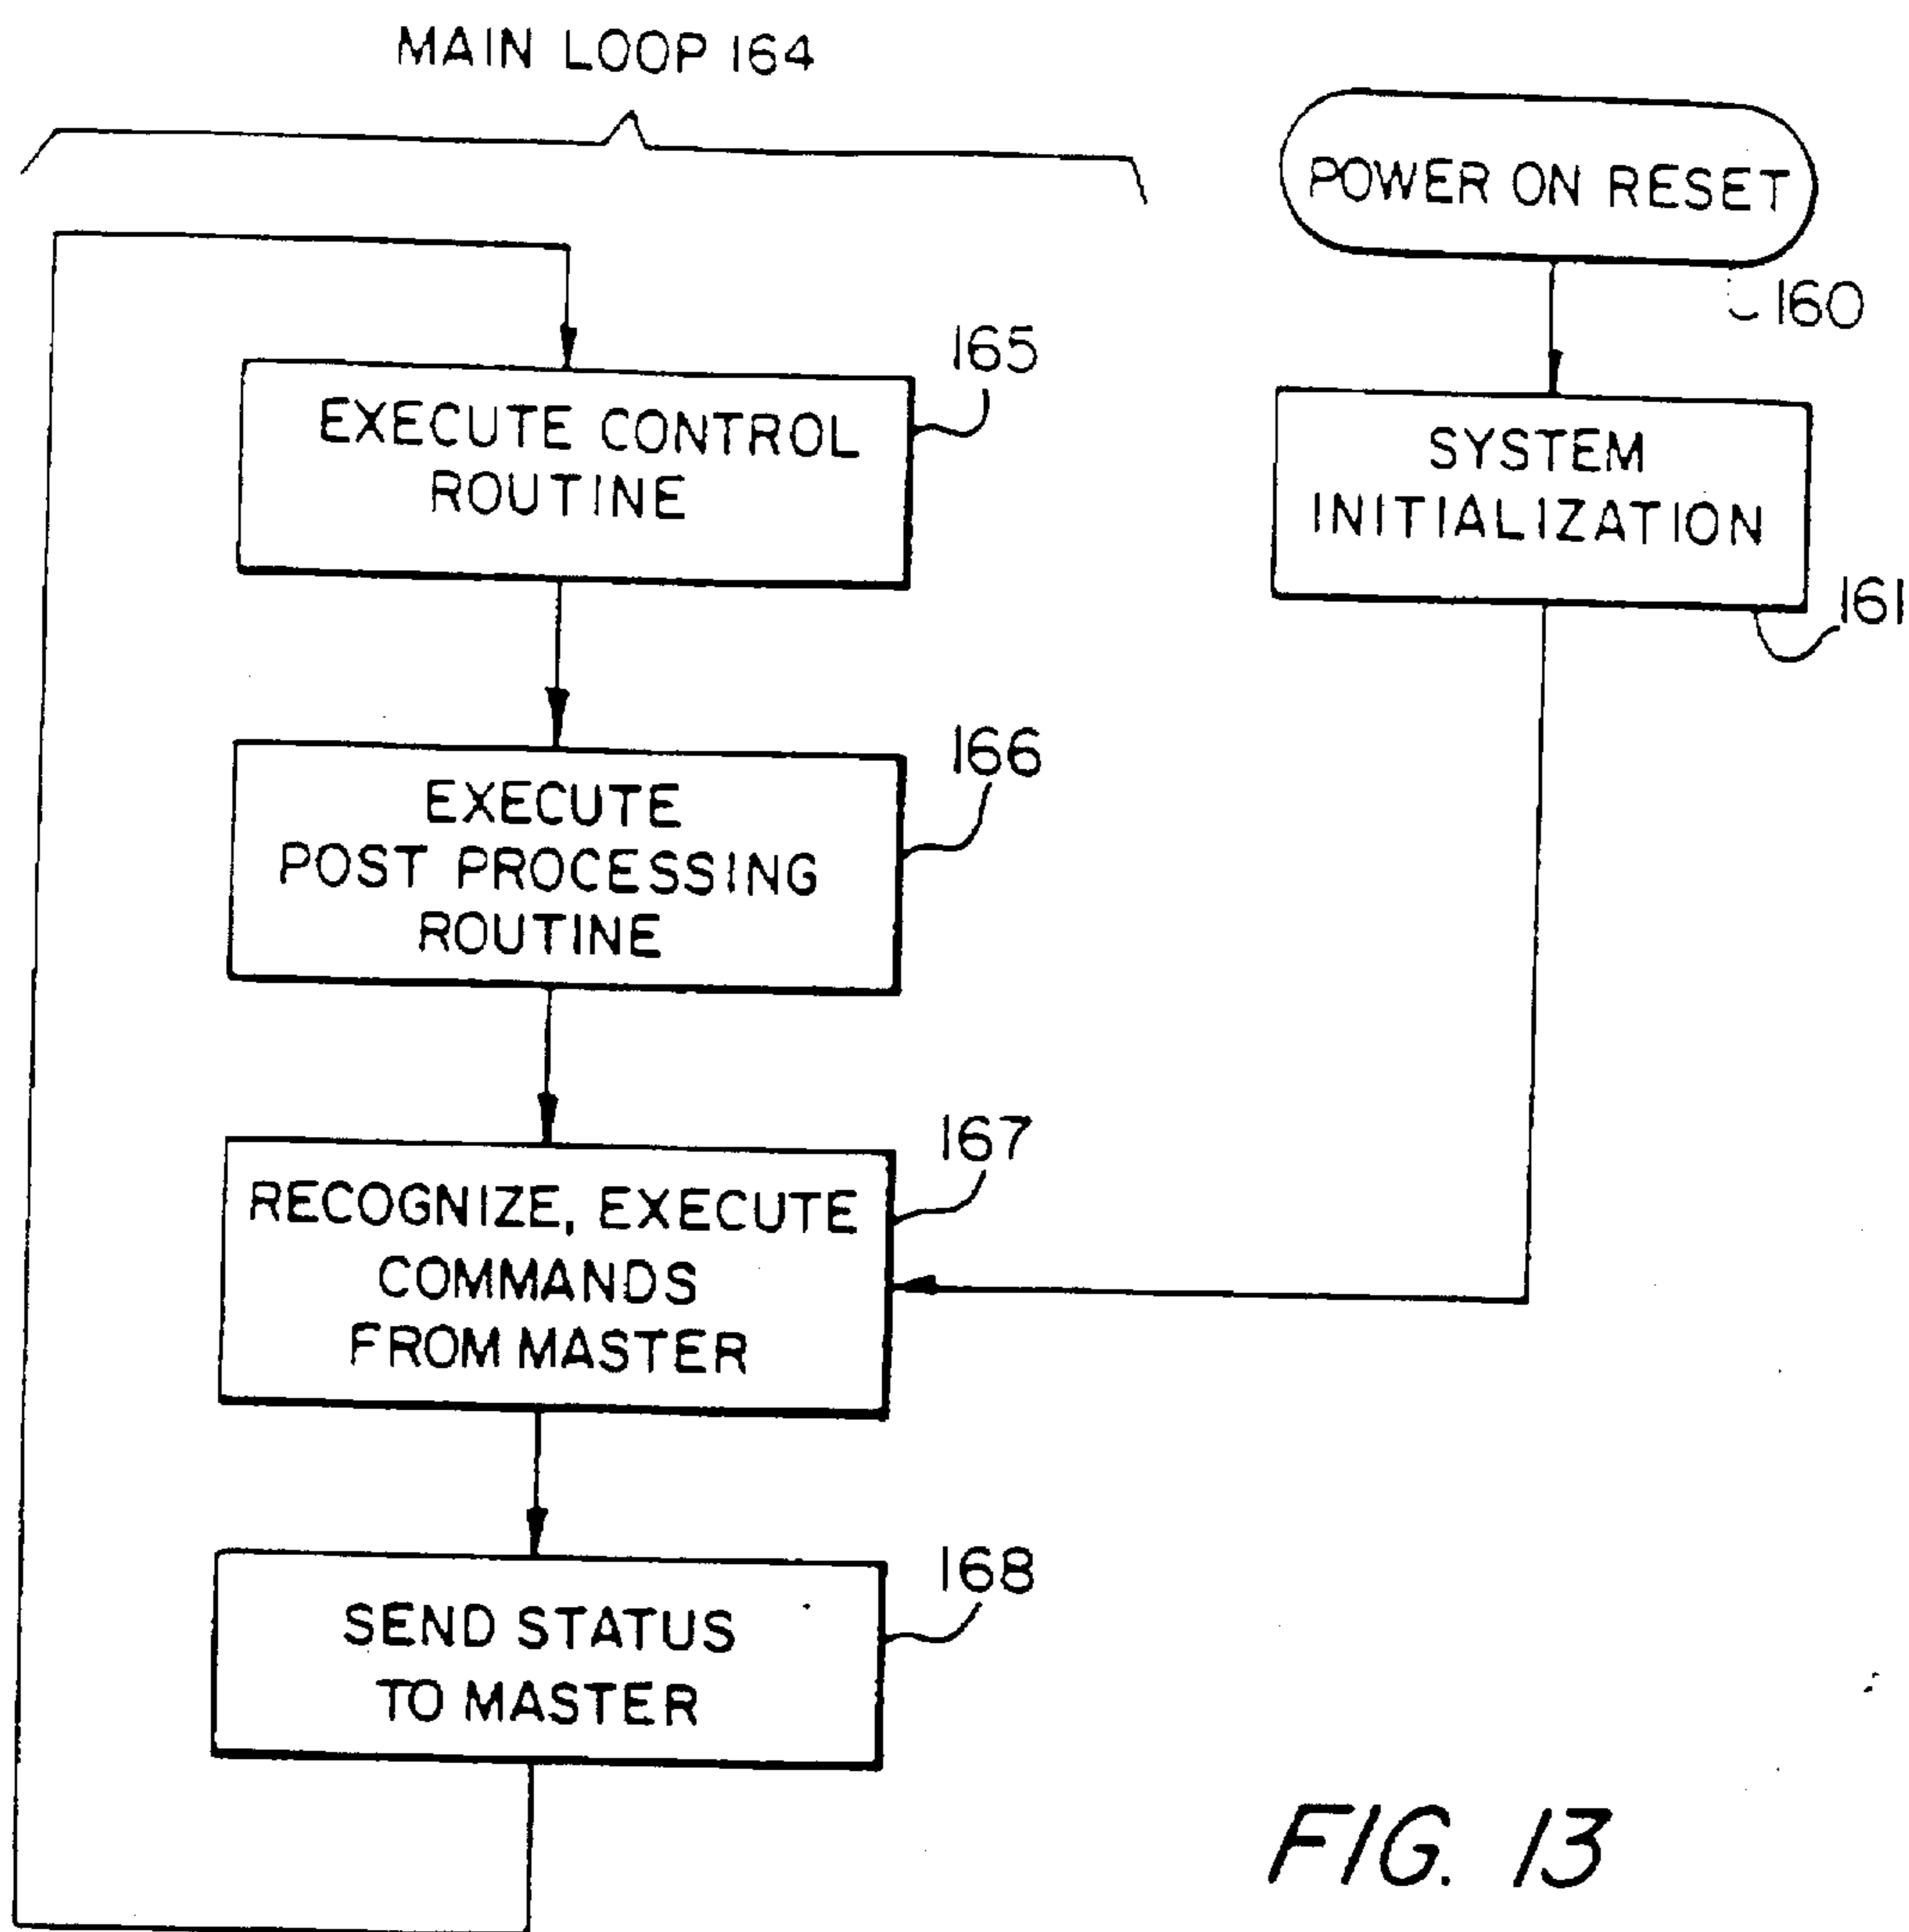 MAIN LOOP 164
POWER ON RESET
160
165
EXECUTE CONTROL
ROUTINE
SYSTEM
INITIALIZATION
161
166
EXECUTE
POST PROCESSING
ROUTINE
167
RECOGNIZE, EXECUTE
COMMANDS
FROM MASTER
168
SEND STATUS
TO MASTER
FIG. 13